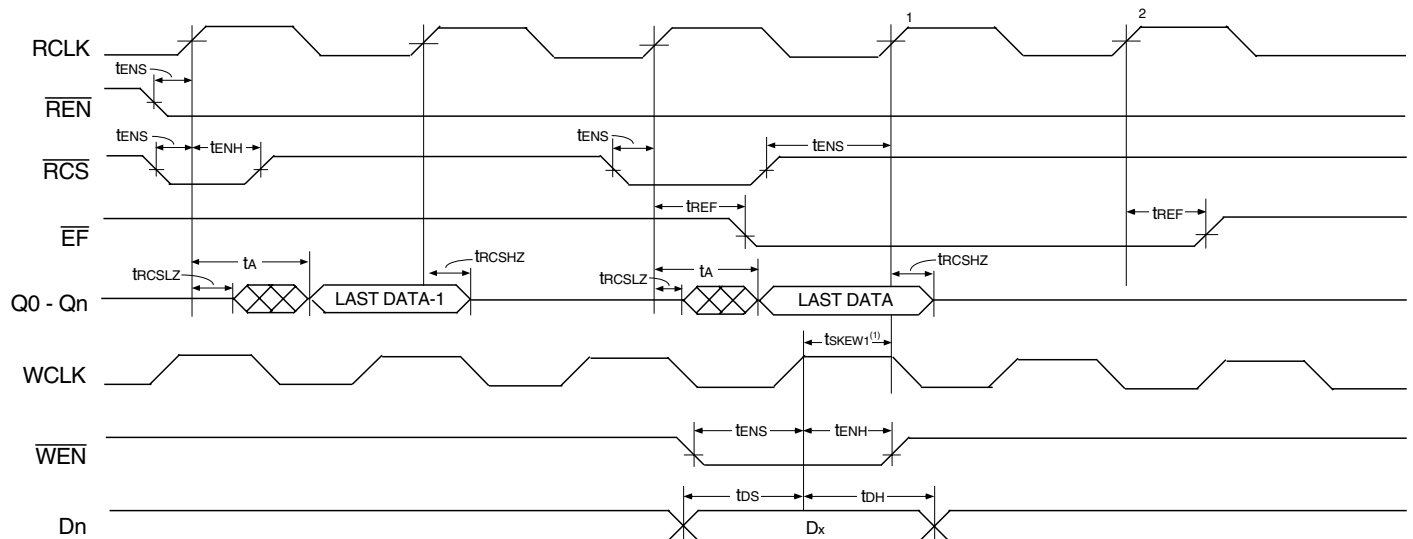 1
2
RCLK
tENS
REN
tENS
tENH
tENS
tENS
RCS
tREF
tREF
EF
tA
tRCSHZ
tA
tRCSHZ
tRCSLZ
tRCSLZ
Q0 - Qn
LAST DATA-1
LAST DATA
tSKEW1(1)
WCLK
tENS
tENH
WEN
tDS
tDH
Dn
Dx